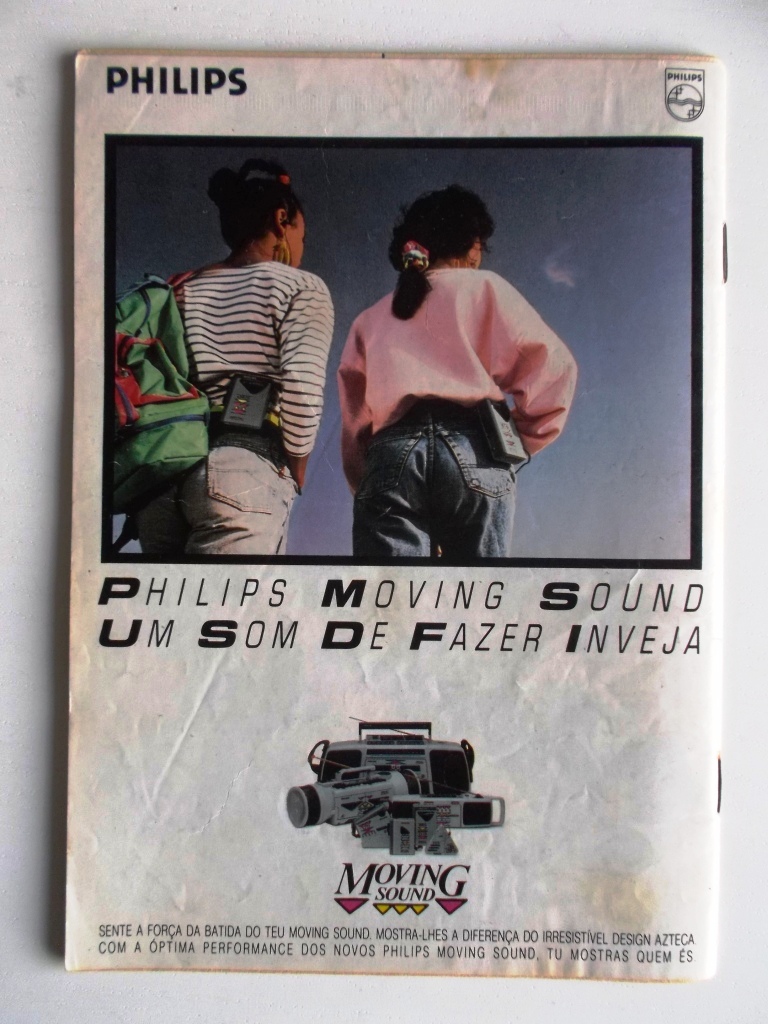 PHILIPS
PHILIPS
PHILIPS MOVING SOUND
UM SOM DE FAZER INVEJA
MOVING
SOUND
SENTE A FORÇA DA BATIDA DO TEU MOVING SOUND. MOSTRA-LHES A DIFERENÇA DO IRRESISTÍVEL DESIGN AZTECA.
COM A ÓPTIMA PERFORMANCE DOS NOVOS PHILIPS MOVING SOUND, TU MOSTRAS QUEM ÉS.